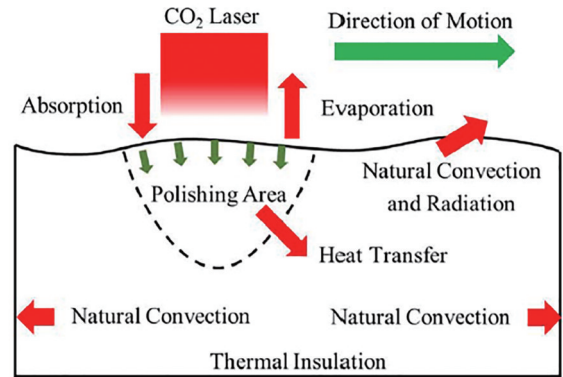 CO₂ Laser
Direction of Motion
Absorption
Evaporation
Natural Convection
and Radiation
Polishing Area
Heat Transfer
Natural Convection
Natural Convection
Thermal Insulation